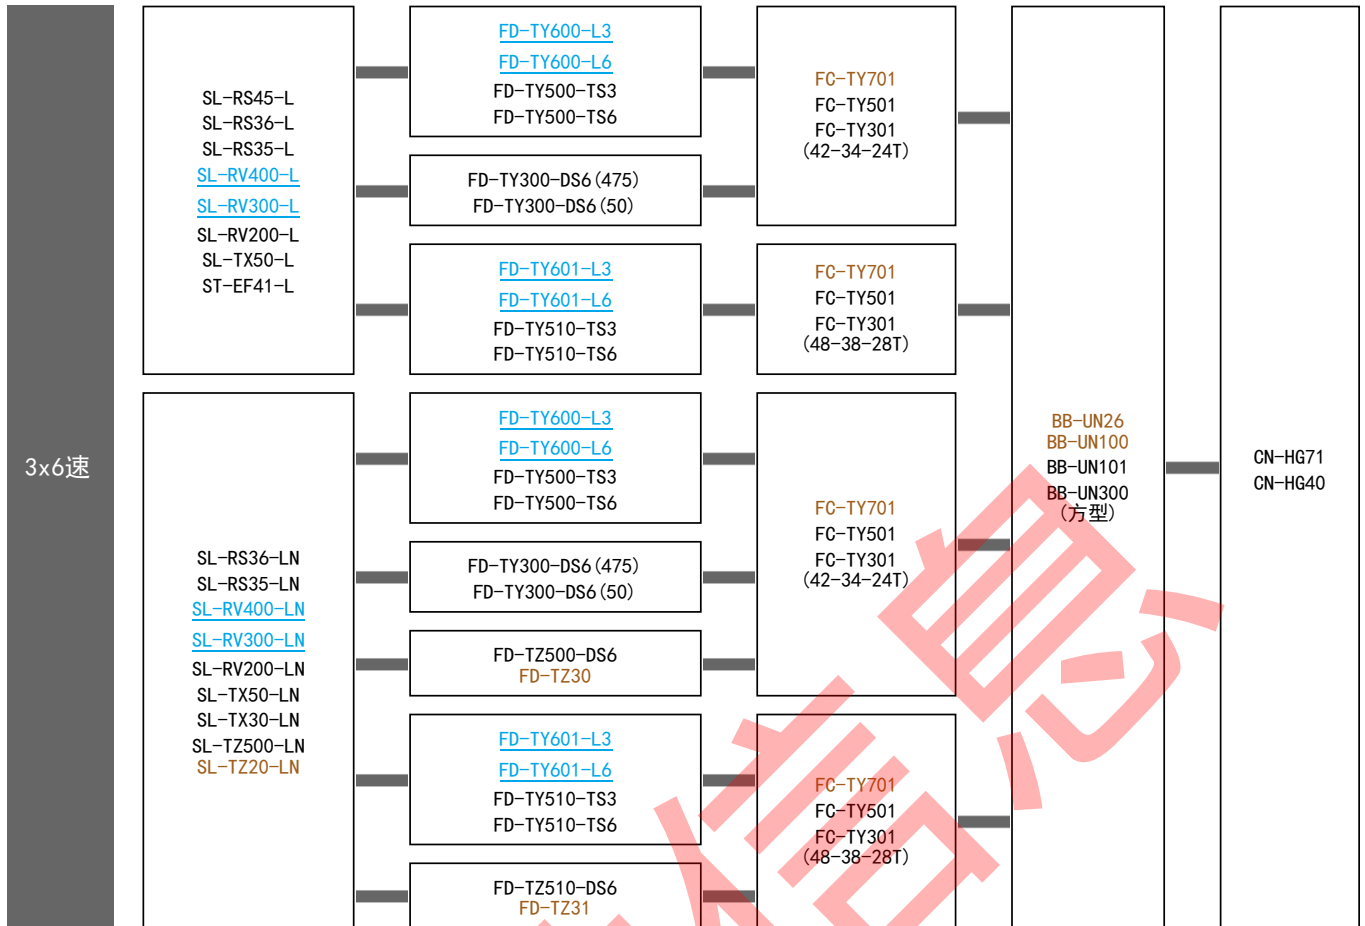 3x6速
SL-RS45-L
SL-RS36-L
SL-RS35-L
SL-RV400-L
SL-RV300-L
SL-RV200-L
SL-TX50-L
ST-EF41-L
FD-TY600-L3
FD-TY600-L6
FD-TY500-TS3
FD-TY500-TS6
FD-TY300-DS6(475)
FD-TY300-DS6(50)
FC-TY701
FC-TY501
FC-TY301
(42-34-24T)
FD-TY601-L3
FD-TY601-L6
FD-TY510-TS3
FD-TY510-TS6
FC-TY701
FC-TY501
FC-TY301
(48-38-28T)
SL-RS36-LN
SL-RS35-LN
SL-RV400-LN
SL-RV300-LN
SL-RV200-LN
SL-TX50-LN
SL-TX30-LN
SL-TZ500-LN
SL-TZ20-LN
FD-TY600-L3
FD-TY600-L6
FD-TY500-TS3
FD-TY500-TS6
FD-TY300-DS6(475)
FD-TY300-DS6(50)
FD-TZ500-DS6
FD-TZ30
FC-TY701
FC-TY501
FC-TY301
(42-34-24T)
FD-TY601-L3
FD-TY601-L6
FD-TY510-TS3
FD-TY510-TS6
FD-TZ510-DS6
FD-TZ31
FC-TY701
FC-TY501
FC-TY301
(48-38-28T)
BB-UN26
BB-UN100
BB-UN101
BB-UN300
(方型)
CN-HG71
CN-HG40
信息